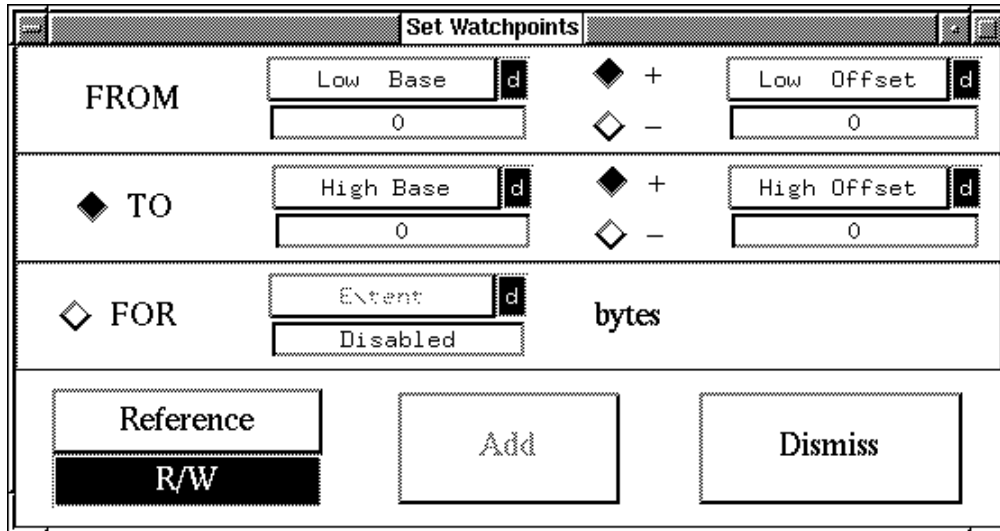 Set Watchpoints
FROM
Low Base d
0
+
−
Low Offset d
0
TO
High Base d
0
+
−
High Offset d
0
FOR
Extent d
Disabled
bytes
Reference
R/W
Add
Dismiss